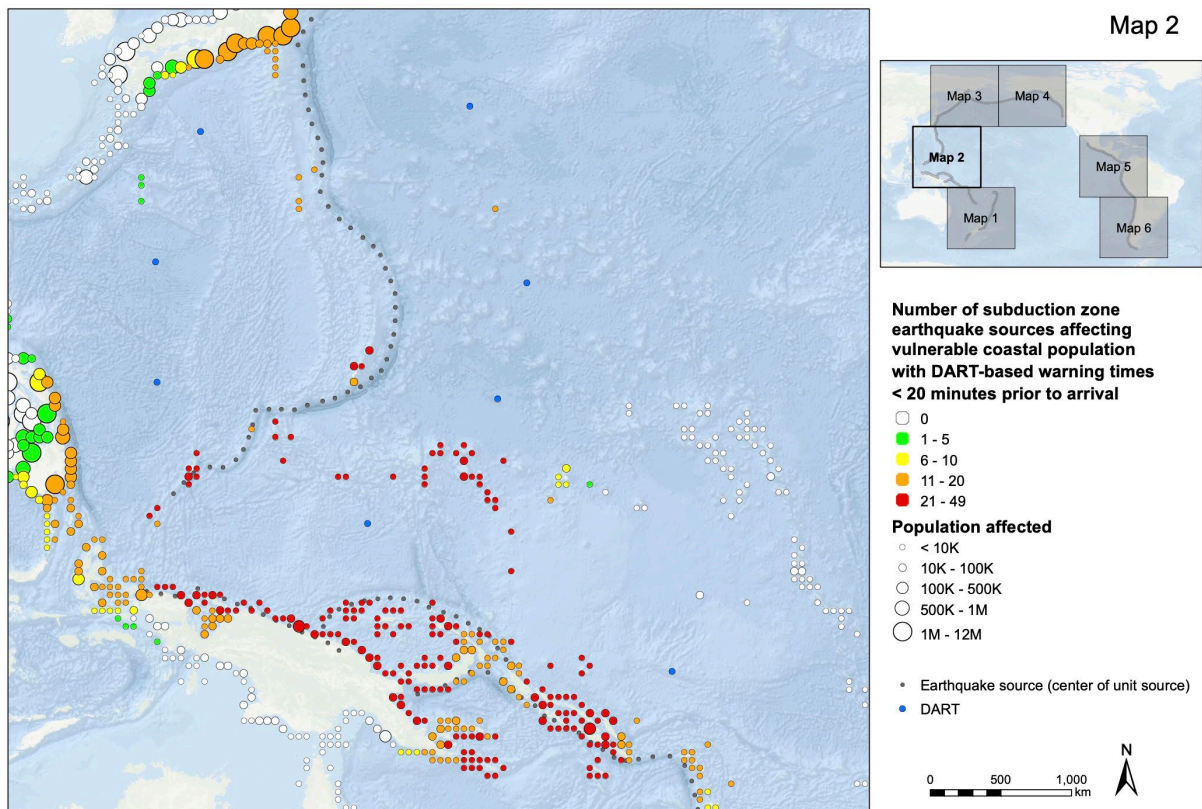 Map 2
Map 3
Map 4
Map 2
Map 5
Map 1
Map 6
Number of subduction zone
earthquake sources affecting
vulnerable coastal population
with DART-based warning times
< 20 minutes prior to arrival
0
1 - 5
6 - 10
11 - 20
21 - 49
Population affected
< 10K
10K - 100K
100K - 500K
500K - 1M
1M - 12M
Earthquake source (center of unit source)
DART
N
0 500 1,000
km